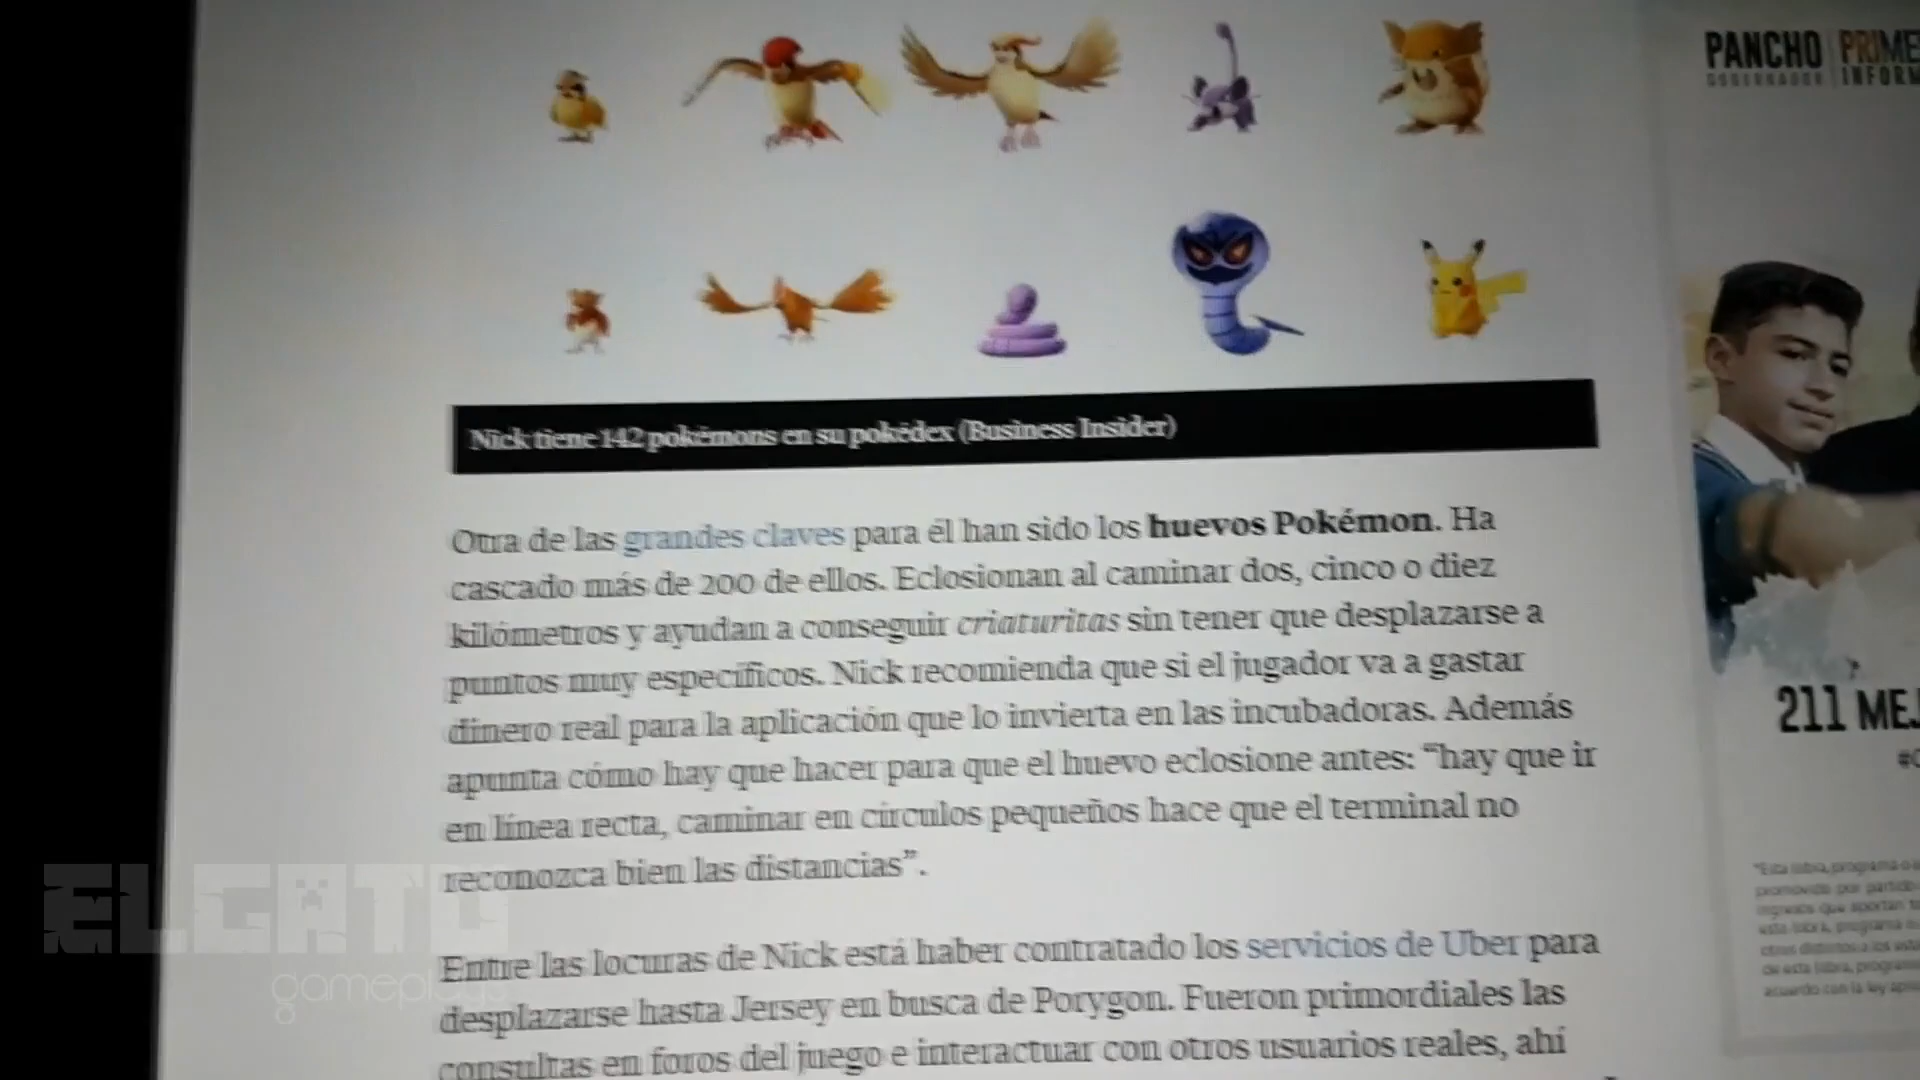 PANCHO PRIME
GOBERNADOR INFORM
Nick tiene 142 pokémons en su pokédex (Business Insider)
Otra de las grandes claves para él han sido los huevos Pokémon. Ha
cascado más de 200 de ellos. Eclosionan al caminar dos, cinco o diez
kilómetros y ayudan a conseguir criaturitas sin tener que desplazarse a
puntos muy específicos. Nick recomienda que si el jugador va a gastar
dinero real para la aplicación que lo invierta en las incubadoras. Además
apunta cómo hay que hacer para que el huevo eclosione antes: “hay que ir
en línea recta, caminar en círculos pequeños hace que el terminal no
reconozca bien las distancias”.
Entre las locuras de Nick está haber contratado los servicios de Uber para
desplazarse hasta Jersey en busca de Porygon. Fueron primordiales las
consultas en foros del juego e interactuar con otros usuarios reales, ahí
211 MEJ
ELGATO
gameplays